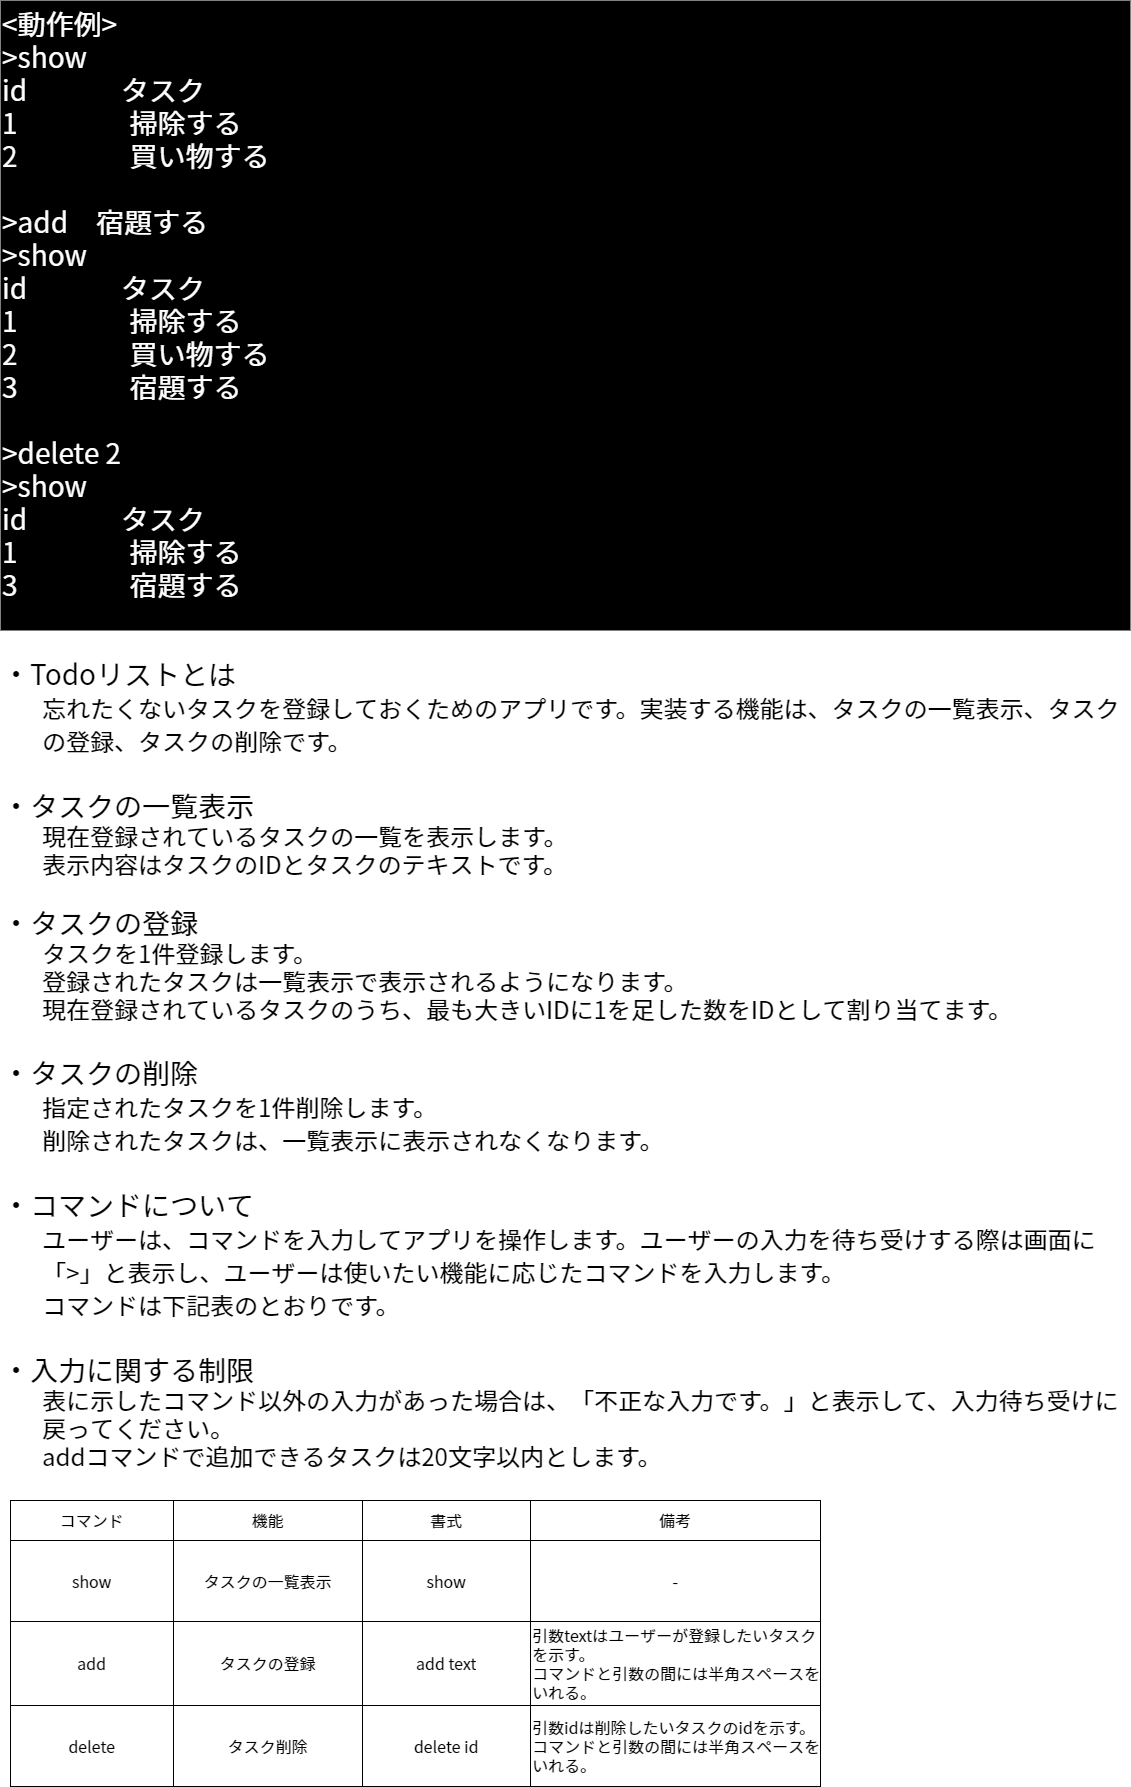 <動作例>
>show
id タスク
1 掃除する
2 買い物する
>add　宿題する
>show
id タスク
1 掃除する
2 買い物する
3 宿題する
>delete 2
>show
id タスク
1 掃除する
3 宿題する
・Todoリストとは
忘れたくないタスクを登録しておくためのアプリです。実装する機能は、タスクの一覧表示、タスク
の登録、タスクの削除です。
・タスクの一覧表示
現在登録されているタスクの一覧を表示します。
表示内容はタスクのIDとタスクのテキストです。
・タスクの登録
タスクを1件登録します。
登録されたタスクは一覧表示で表示されるようになります。
現在登録されているタスクのうち、最も大きいIDに1を足した数をIDとして割り当てます。
・タスクの削除
指定されたタスクを1件削除します。
削除されたタスクは、一覧表示に表示されなくなります。
・コマンドについて
ユーザーは、コマンドを入力してアプリを操作します。ユーザーの入力を待ち受けする際は画面に
「>」と表示し、ユーザーは使いたい機能に応じたコマンドを入力します。
コマンドは下記表のとおりです。
・入力に関する制限
表に示したコマンド以外の入力があった場合は、「不正な入力です。」と表示して、入力待ち受けに
戻ってください。
addコマンドで追加できるタスクは20文字以内とします。
コマンド 機能 書式 備考
show タスクの一覧表示 show -
add タスクの登録 add text
引数textはユーザーが登録したいタスク
を示す。
コマンドと引数の間には半角スペースを
いれる。
delete タスク削除 delete id
引数idは削除したいタスクのidを示す。
コマンドと引数の間には半角スペースを
いれる。